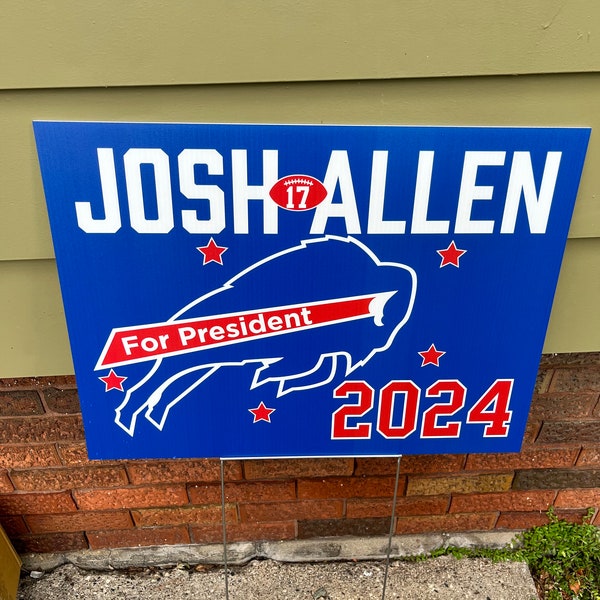 JOSH 17 ALLEN
For President
2024